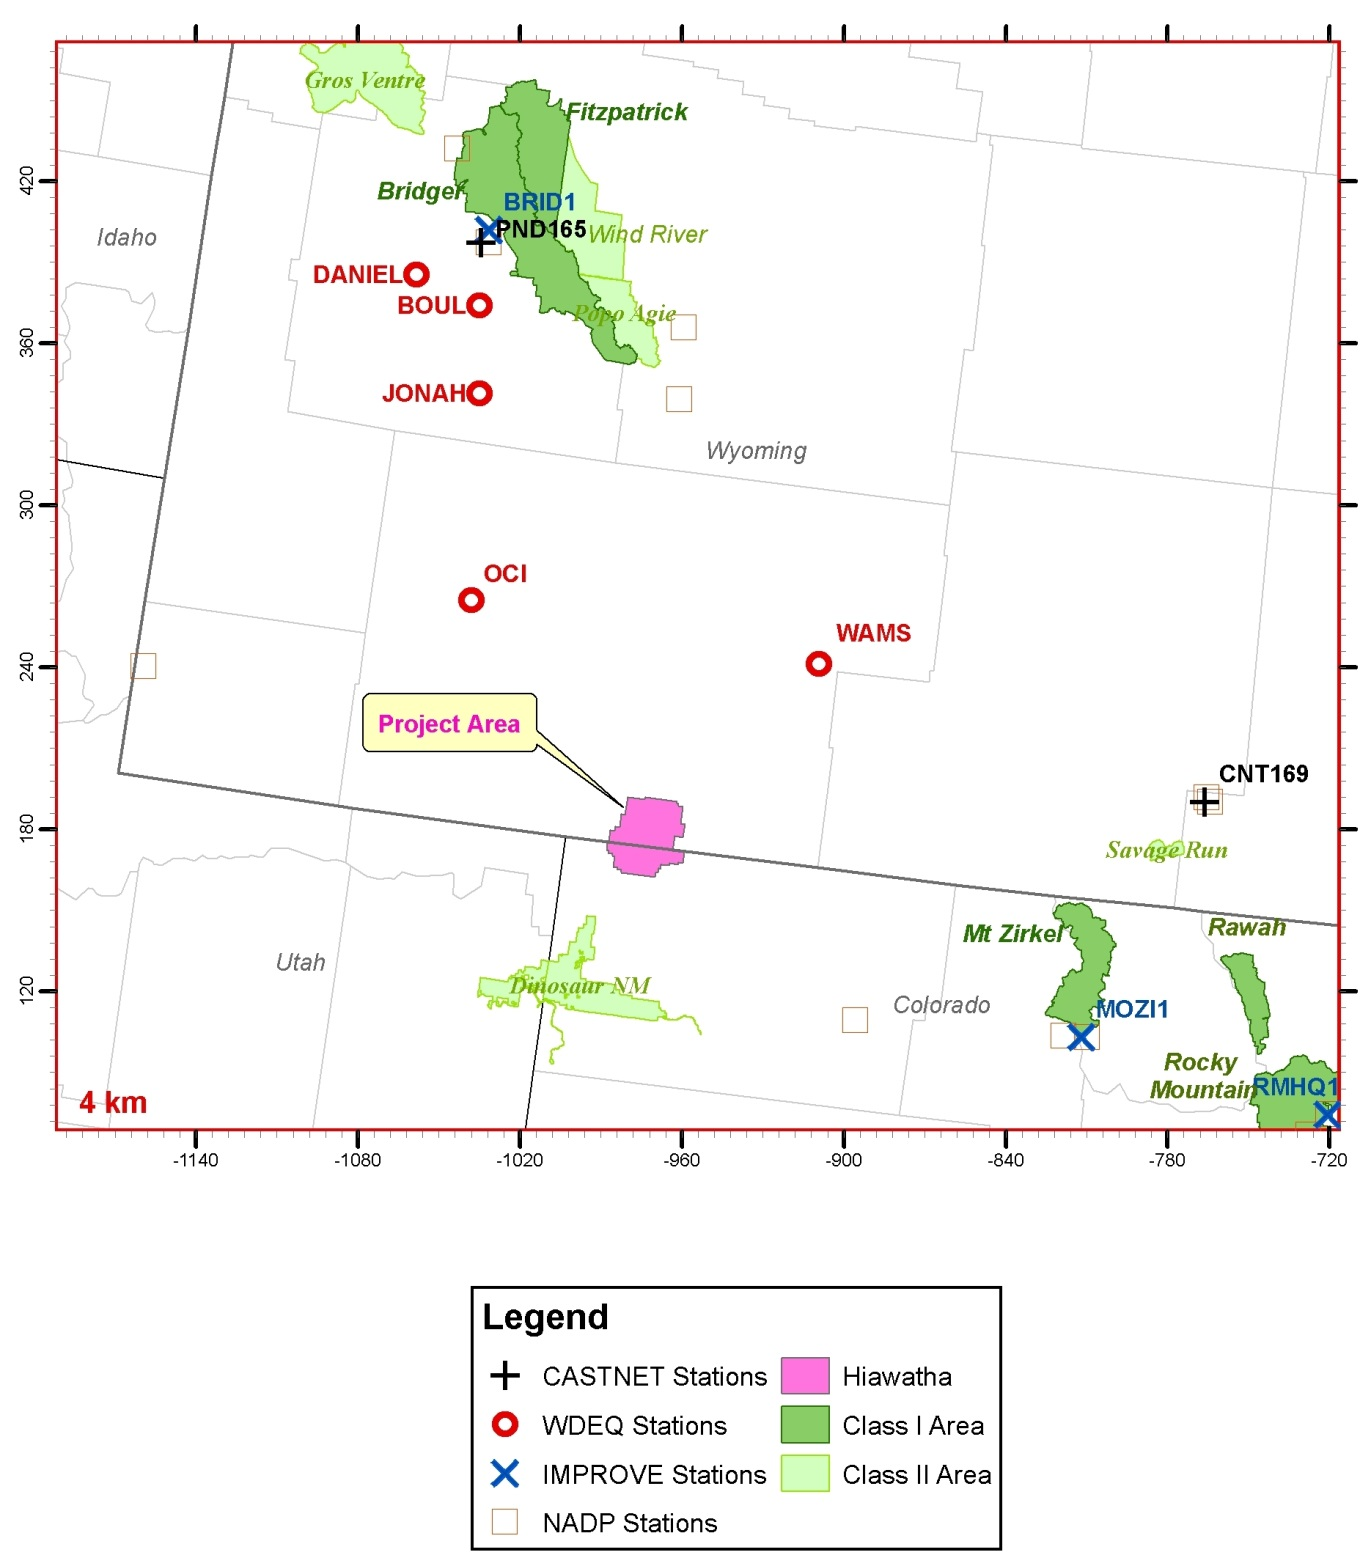 Gros Ventre
Fitzpatrick
420
Bridger
BRID1
PND165
Wind River
Idaho
DANIEL
BOUL
Popo Agie
360
JONAH
Wyoming
300
OCI
WAMS
240
Project Area
CNT169
180
Savage Run
Mt Zirkel
Rawah
Utah
Dinosaur NM
120
Colorado
MOZI1
Rocky
Mountain
RMHQ1
4 km
-1140
-1080
-1020
-960
-900
-840
-780
-720
Legend
CASTNET Stations
Hiawatha
WDEQ Stations
Class I Area
IMPROVE Stations
Class II Area
NADP Stations